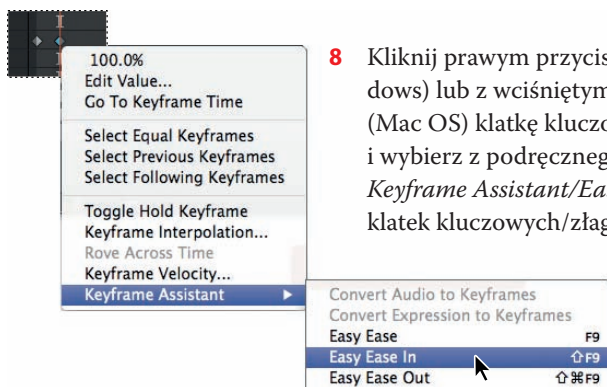 100.0%
Edit Value...
Go To Keyframe Time
Select Equal Keyframes
Select Previous Keyframes
Select Following Keyframes
Toggle Hold Keyframe
Keyframe Interpolation...
Rove Across Time
Keyframe Velocity...
Keyframe Assistant ▶
Convert Audio to Keyframes
Convert Expression to Keyframes
Easy Ease F9
Easy Ease In ⇧F9
Easy Ease Out ⇧⌘F9
8 Kliknij prawym przycis
dows) lub z wciśniętym
(Mac OS) klatkę kluczo
i wybierz z podręczneg
Keyframe Assistant/Ea
klatek kluczowych/złag